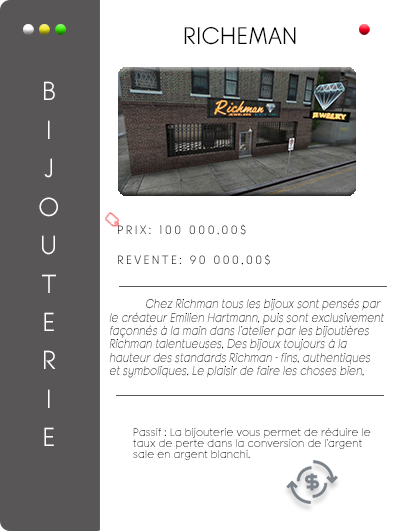 RICHEMAN
BIJOUTERIE
Richman
JEWELERS
JEWELRY
PRIX: 100 000,00$
REVENTE: 90 000,00$
Chez Richman tous les bijoux sont pensés par
le créateur Emilien Hartmann, puis sont exclusivement
façonnés à la main dans l'atelier par les bijoutières
Richman talentueuses. Des bijoux toujours à la
hauteur des standards Richman - fins, authentiques
et symboliques. Le plaisir de faire les choses bien.
Passif : La bijouterie vous permet de réduire le
taux de perte dans la conversion de l'argent
sale en argent blanchi.
$